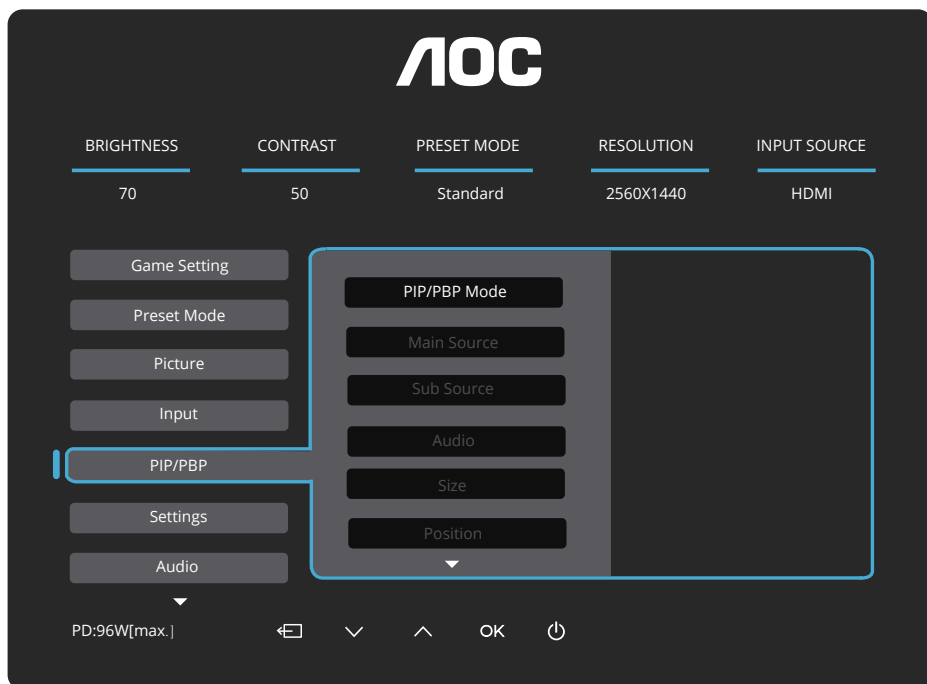 AOC
BRIGHTNESS CONTRAST PRESET MODE RESOLUTION INPUT SOURCE
70 50 Standard 2560X1440 HDMI
Game Setting
Preset Mode
Picture
Input
PIP/PBP
Settings
Audio
PIP/PBP Mode
Main Source
Sub Source
Audio
Size
Position
PD:96W[max.]
OK